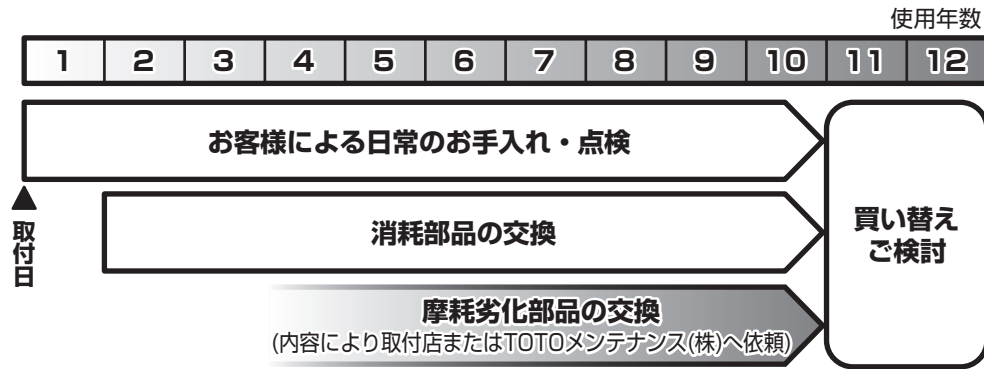 使用年数
1 2 3 4 5 6 7 8 9 10 11 12
お客様による日常のお手入れ・点検
取付日
消耗部品の交換
買い替え
ご検討
摩耗劣化部品の交換
(内容により取付店またはTOTOメンテナンス(株)へ依頼)